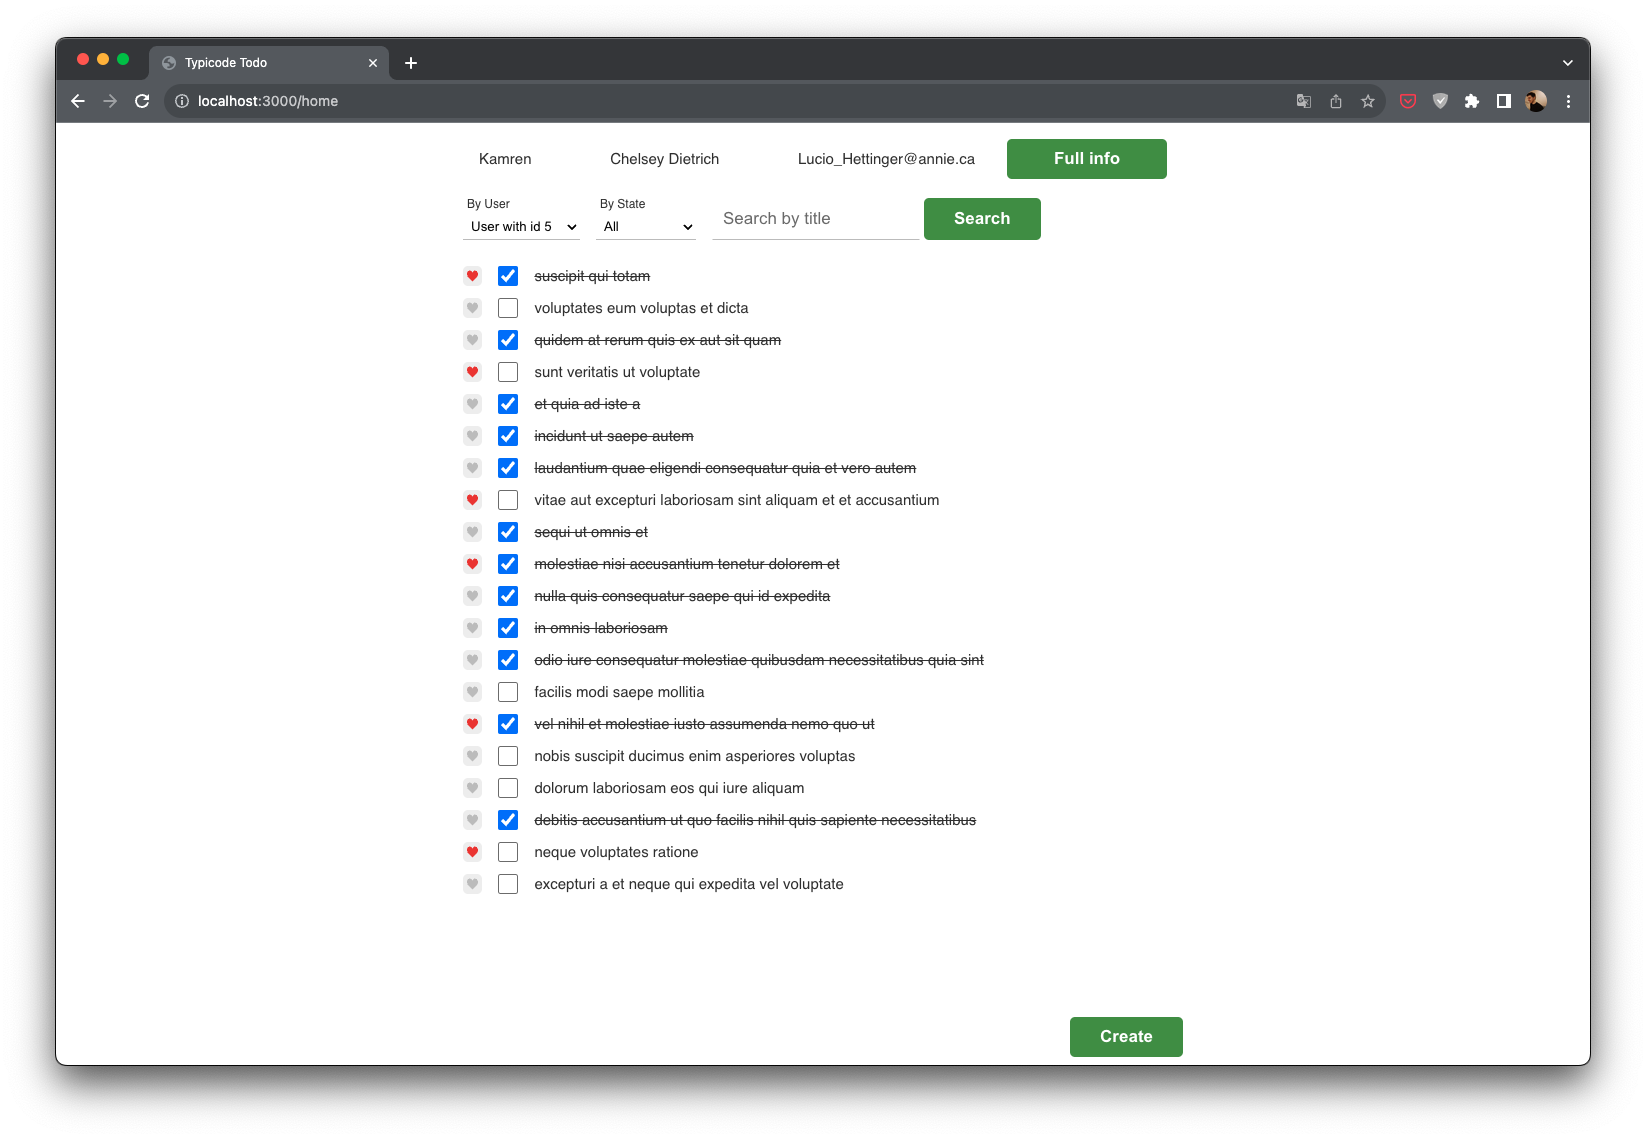 Typicode Todo
localhost:3000/home
Kamren Chelsey Dietrich Lucio_Hettinger@annie.ca Full info
By User By State
User with id 5 All Search by title Search
suscipit qui totam
voluptates eum voluptas et dicta
quidem at rerum quis ex aut sit quam
sunt veritatis ut voluptate
et quia ad iste a
incidunt ut saepe autem
laudantium quae eligendi consequatur quia et vero autem
vitae aut excepturi laboriosam sint aliquam et et accusantium
sequi ut omnis et
molestiae nisi accusantium tenetur dolorem et
nulla quis consequatur saepe qui id expedita
in omnis laboriosam
odio iure consequatur molestiae quibusdam necessitatibus quia sint
facilis modi saepe mollitia
vel nihil et molestiae iusto assumenda nemo quo ut
nobis suscipit ducimus enim asperiores voluptas
dolorum laboriosam eos qui iure aliquam
debitis accusantium ut quo facilis nihil quis sapiente necessitatibus
neque voluptates ratione
excepturi a et neque qui expedita vel voluptate
Create